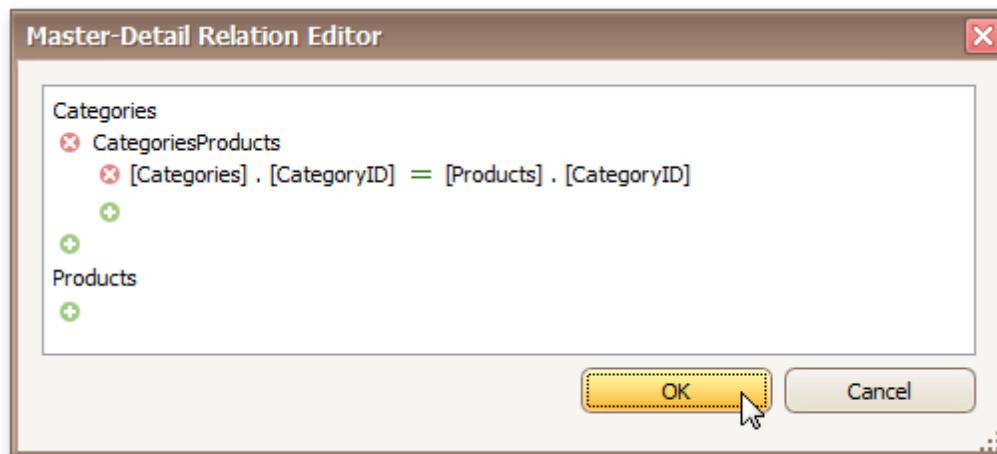 Master-Detail Relation Editor
Categories
CategoriesProducts
[Categories] . [CategoryID] = [Products] . [CategoryID]
Products
OK
Cancel